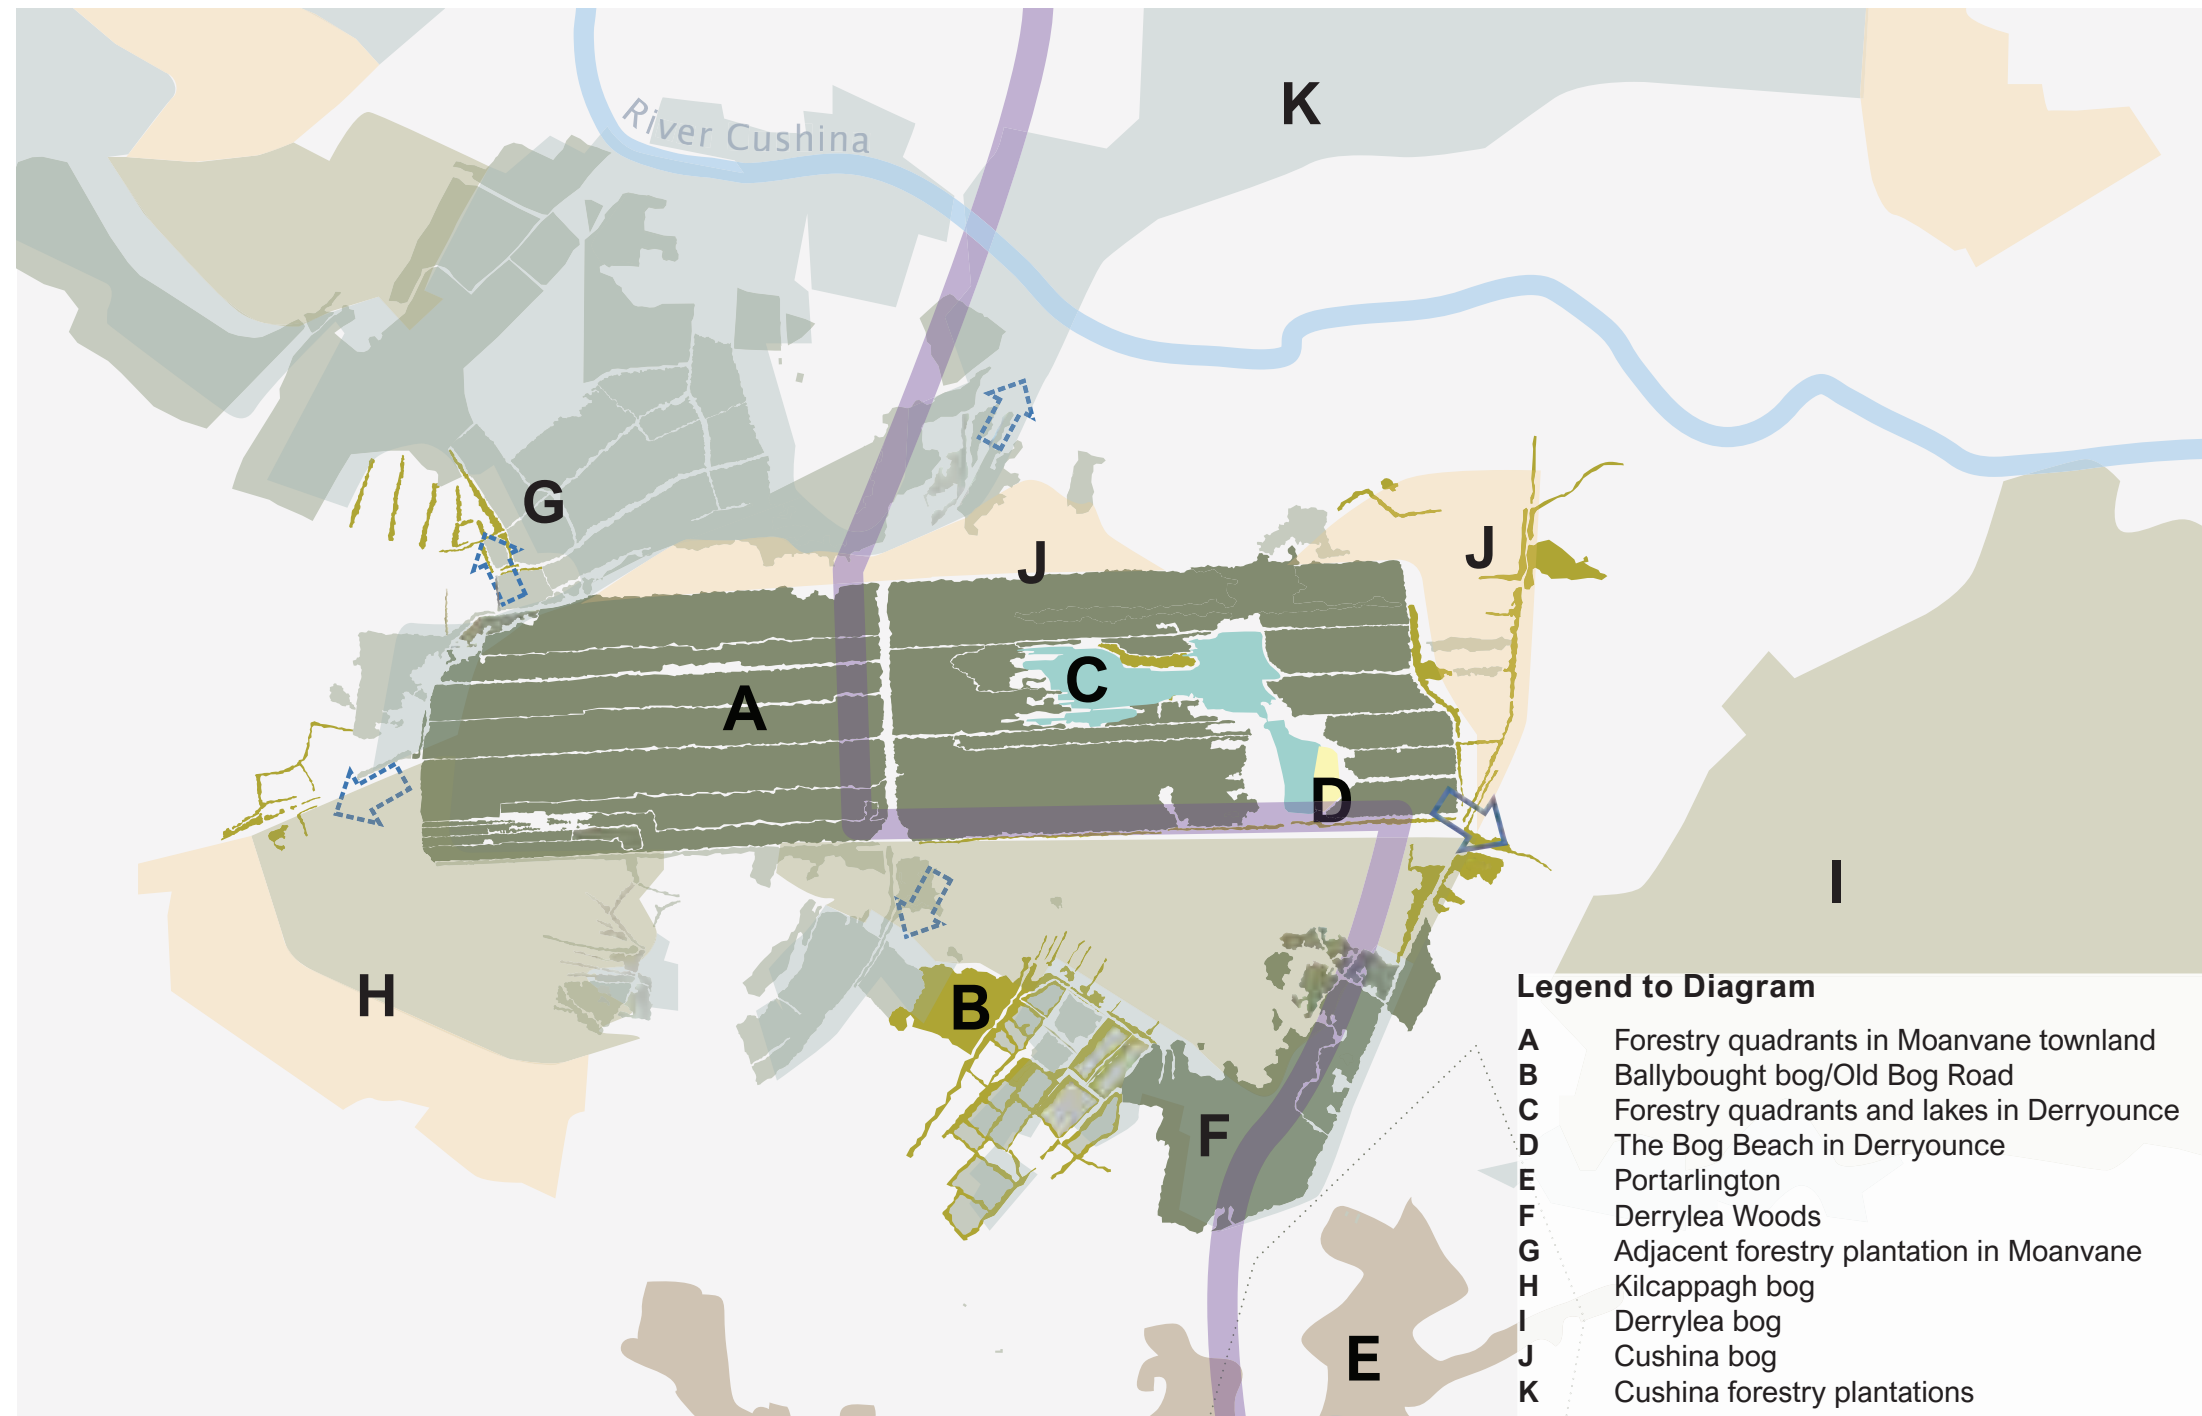 K
River Cushina
G
J
J
C
A
D
I
H
B
F
E
Legend to Diagram
A Forestry quadrants in Moanvane townland
B Ballybought bog/Old Bog Road
C Forestry quadrants and lakes in Derryounce
D The Bog Beach in Derryounce
E Portarlington
F Derrylea Woods
G Adjacent forestry plantation in Moanvane
H Kilcappagh bog
I Derrylea bog
J Cushina bog
K Cushina forestry plantations